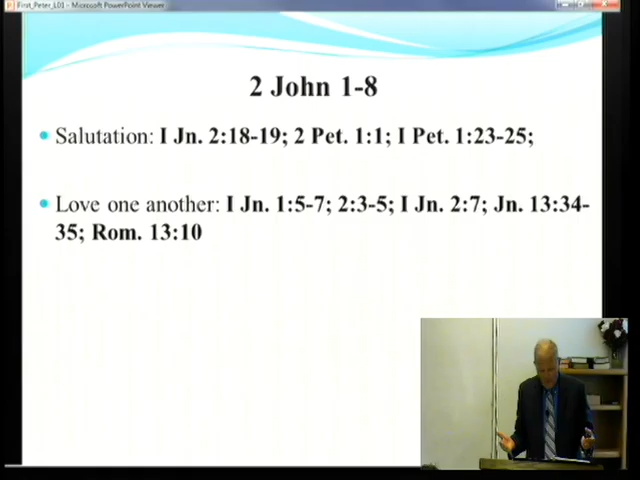 First_Peter_L01 - Microsoft PowerPoint Viewer
2 John 1-8
Salutation: I Jn. 2:18-19; 2 Pet. 1:1; I Pet. 1:23-25;
Love one another: I Jn. 1:5-7; 2:3-5; I Jn. 2:7; Jn. 13:34-
35; Rom. 13:10